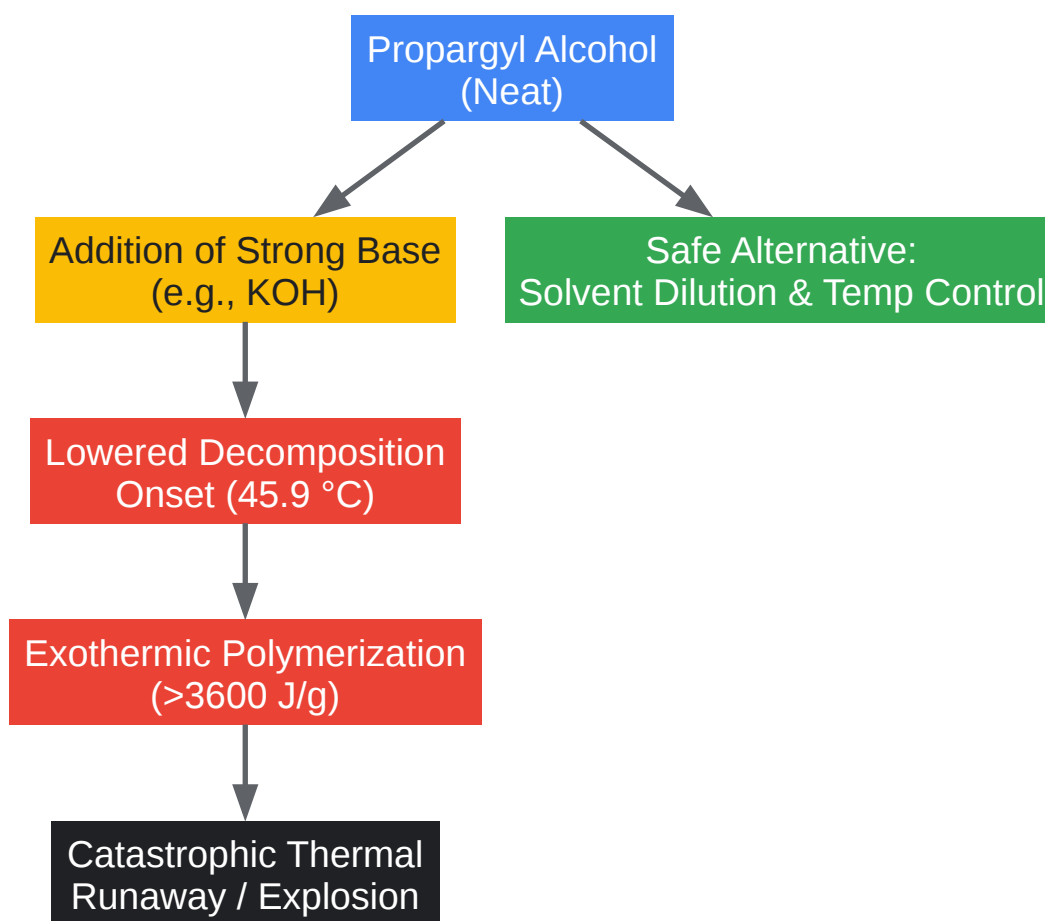 Propargyl Alcohol
(Neat)
Addition of Strong Base
(e.g., KOH)
Safe Alternative:
Solvent Dilution & Temp Control
Lowered Decomposition
Onset (45.9 °C)
Exothermic Polymerization
(>3600 J/g)
Catastrophic Thermal
Runaway / Explosion